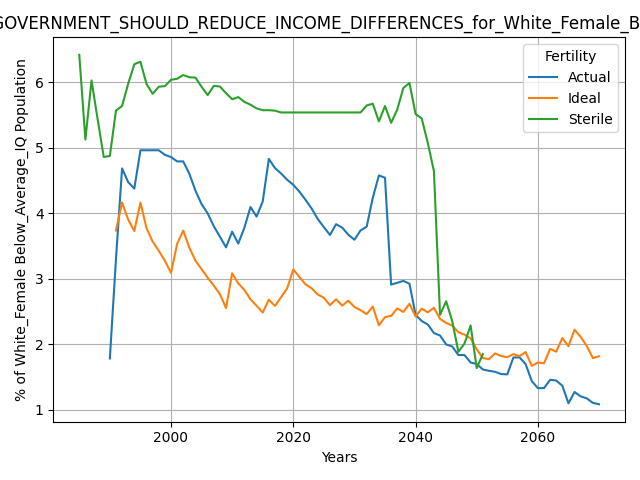 GOVERNMENT_SHOULD_REDUCE_INCOME_DIFFERENCES_for_White_Female_B
Fertility
Actual
Ideal
Sterile
% of White_Female Below_Average_IQ Population
6
5
4
3
2
1
2000 2020 2040 2060
Years